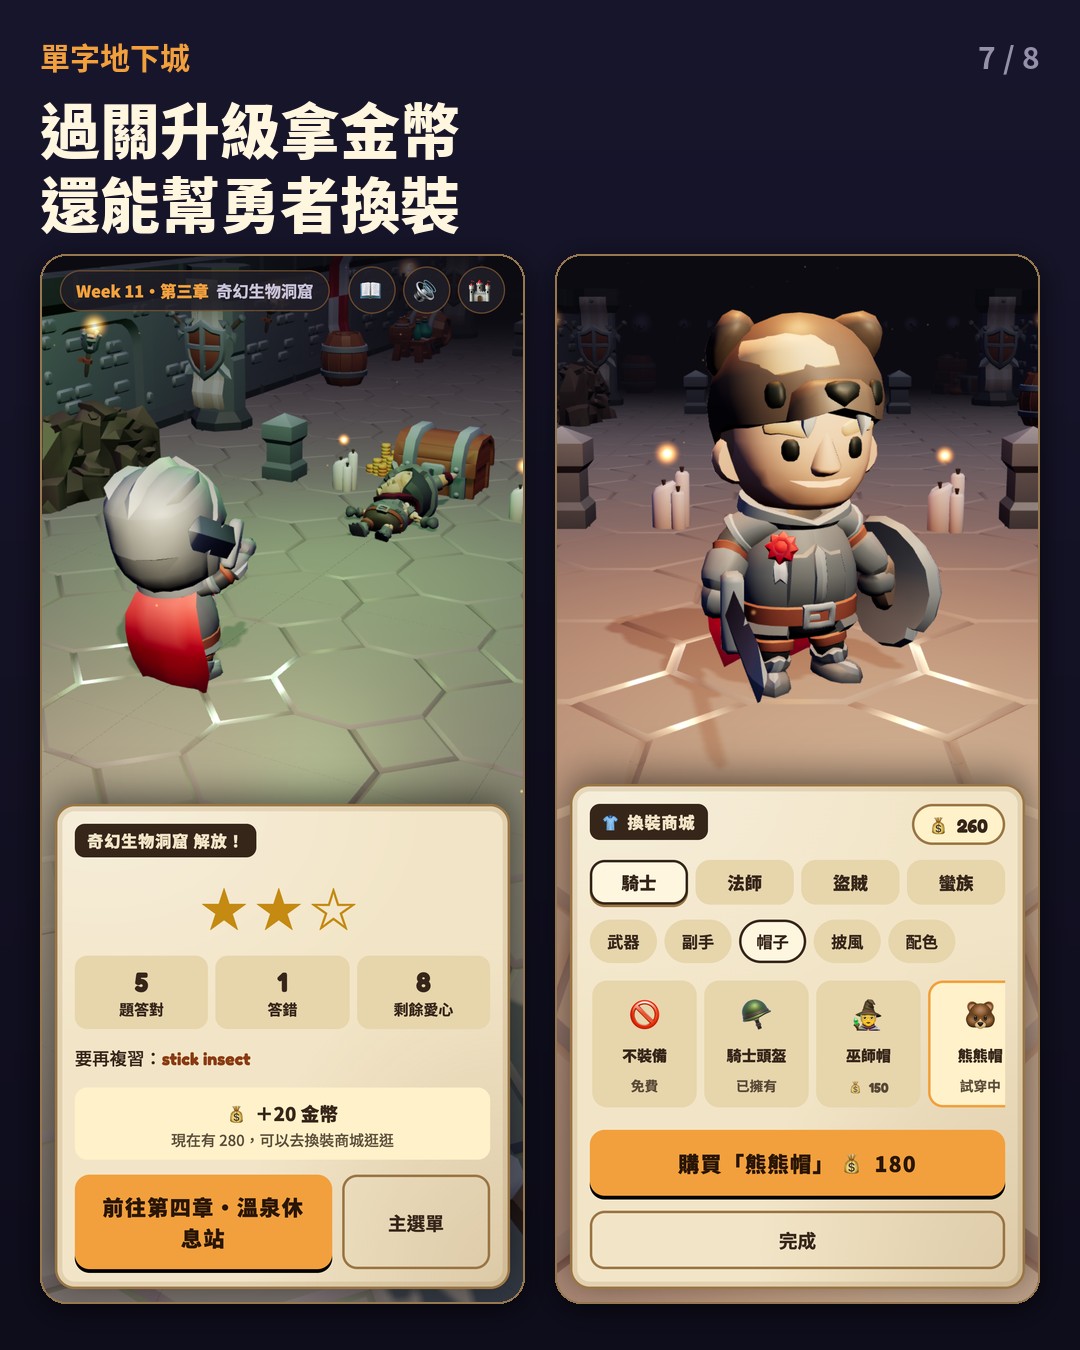 單字地下城
7 / 8
過關升級拿金幣
還能幫勇者換裝
Week 11・第三章 奇幻生物洞窟
奇幻生物洞窟 解放！
5
題答對
1
答錯
8
剩餘愛心
要再複習：stick insect
+20 金幣
現在有 280，可以去換裝商城逛逛
前往第四章・溫泉休
息站
主選單
換裝商城
260
騎士
法師
盜賊
蠻族
武器
副手
帽子
披風
配色
不裝備
免費
騎士頭盔
已擁有
巫師帽
150
熊熊帽
試穿中
購買「熊熊帽」 180
完成